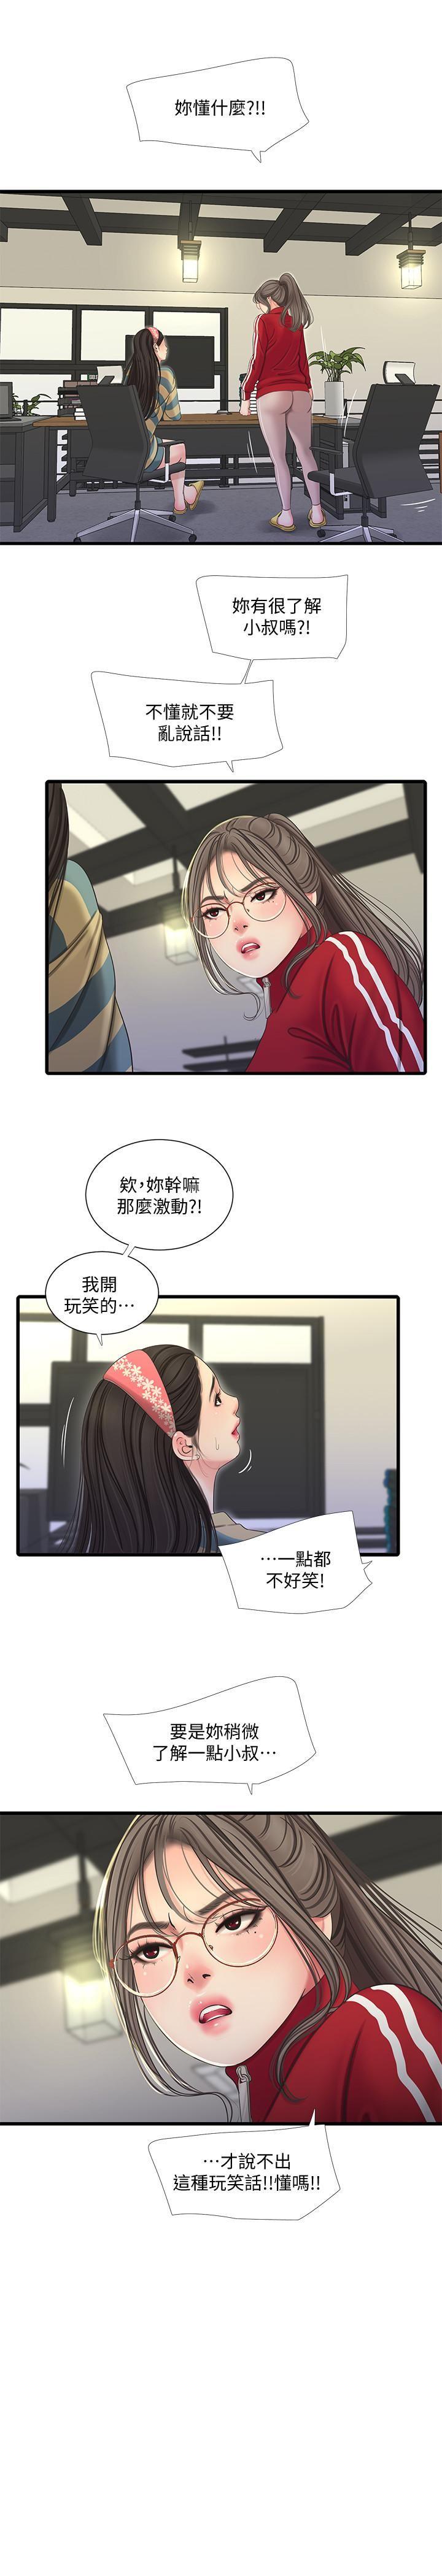 妳懂什麼?!!
妳有很了解
小叔嗎?!
不懂就不要
亂說話!!
欸,妳幹嘛
那麼激動?!
我開
玩笑的…
…一點都
不好笑!
要是妳稍微
了解一點小叔…
…才說不出
這種玩笑話!!懂嗎!!